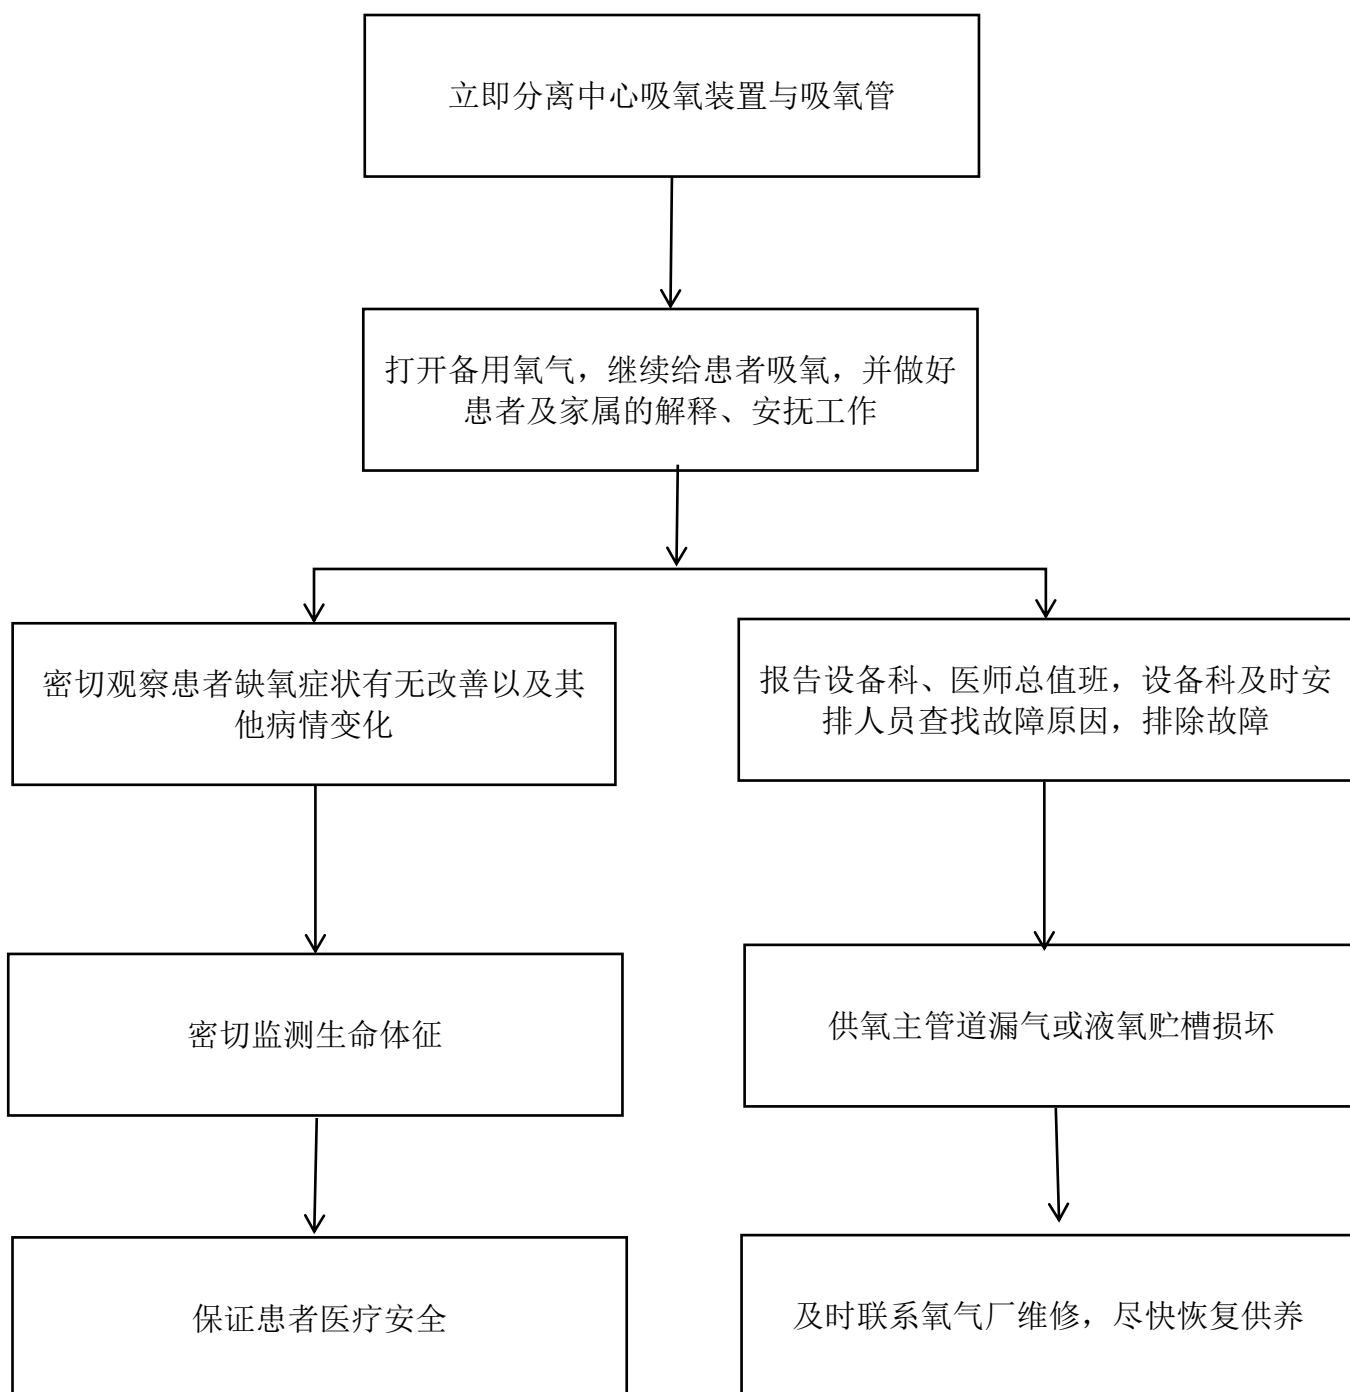 立即分离中心吸氧装置与吸氧管
打开备用氧气，继续给患者吸氧，并做好
患者及家属的解释、安抚工作
密切观察患者缺氧症状有无改善以及其
他病情变化
报告设备科、医师总值班，设备科及时安
排人员查找故障原因，排除故障
密切监测生命体征
供氧主管道漏气或液氧贮槽损坏
保证患者医疗安全
及时联系氧气厂维修，尽快恢复供养